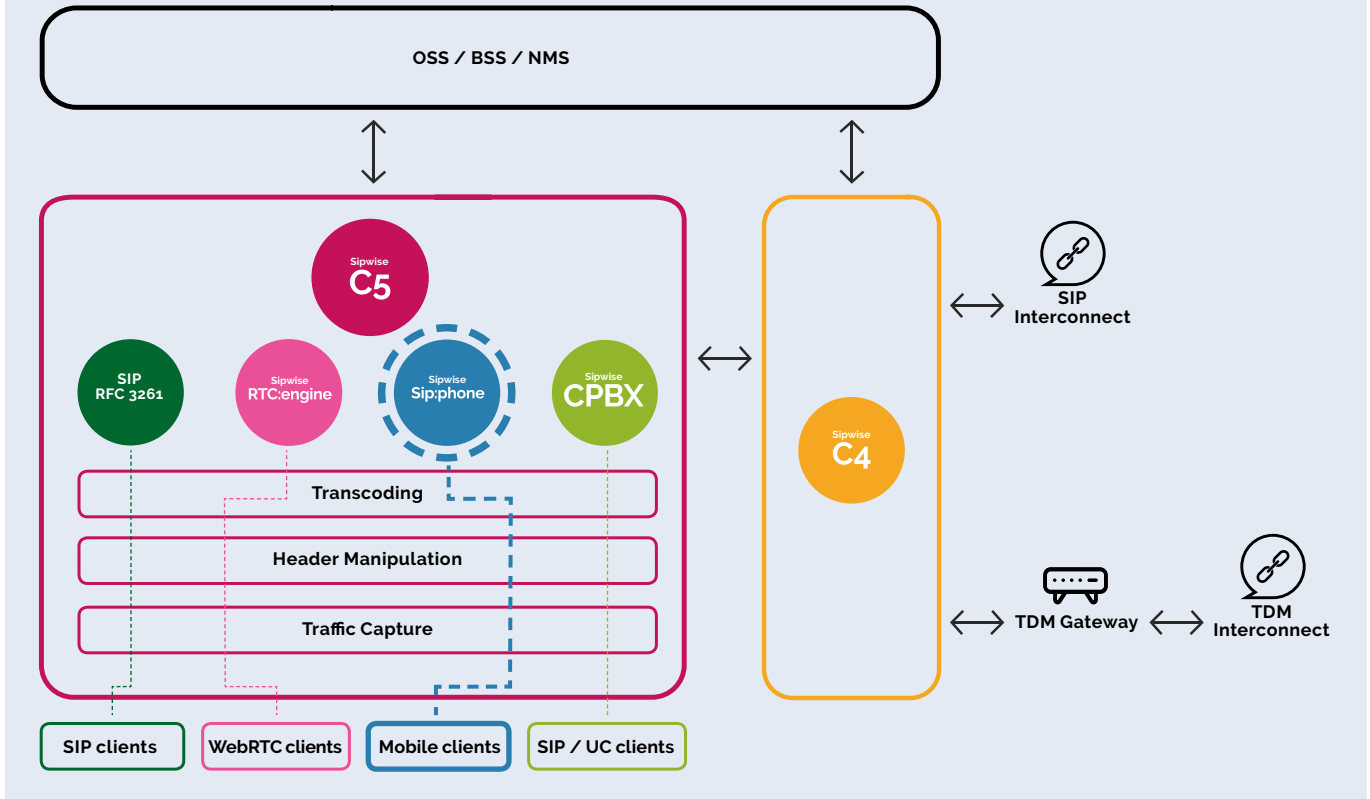 OSS / BSS / NMS
Sipwise
C5
SIP
RFC 3261
Sipwise
RTC:engine
Sipwise
Sip:phone
Sipwise
CPBX
Transcoding
Header Manipulation
Traffic Capture
SIP clients
WebRTC clients
Mobile clients
SIP / UC clients
Sipwise
C4
SIP
Interconnect
TDM Gateway
TDM
Interconnect